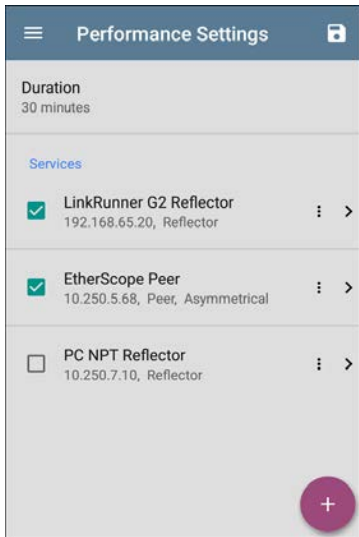 Performance Settings
Duration
30 minutes
Services
LinkRunner G2 Reflector
192.168.65.20, Reflector
EtherScope Peer
10.250.5.68, Peer, Asymmetrical
PC NPT Reflector
10.250.7.10, Reflector